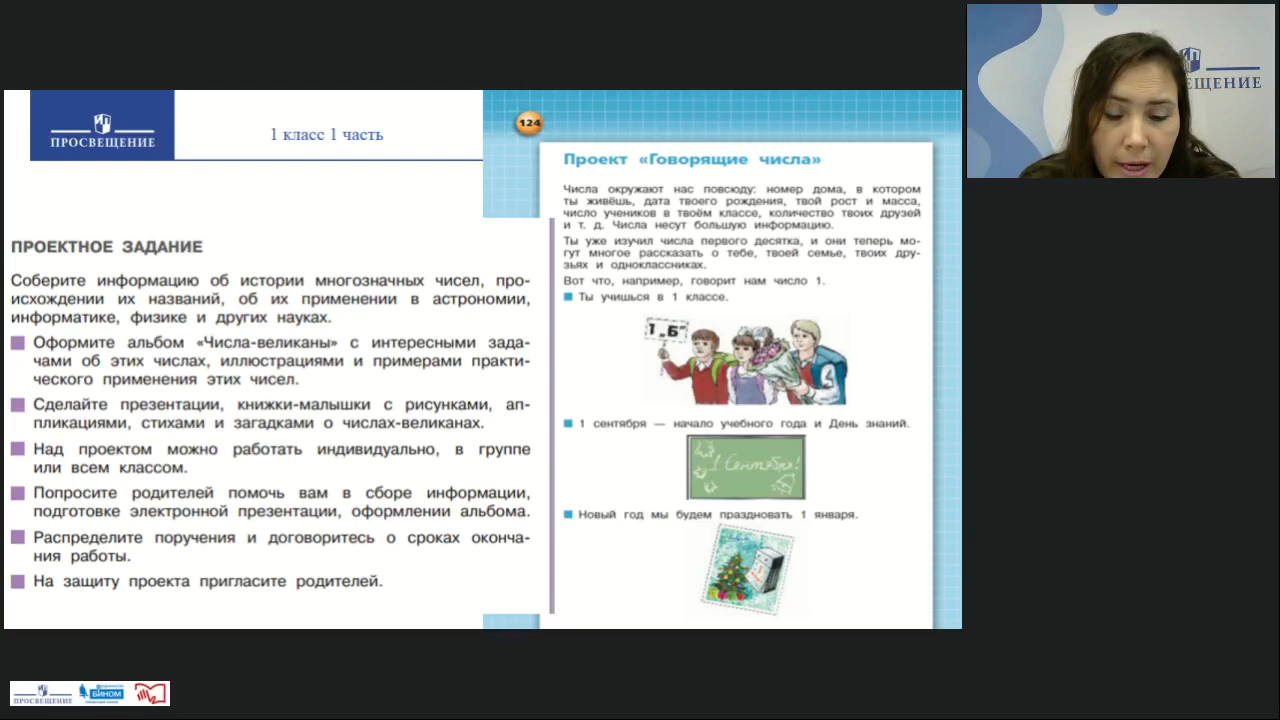 ПРОСВЕЩЕНИЕ
1 класс 1 часть
ПРОЕКТНОЕ ЗАДАНИЕ
Соберите информацию об истории многозначных чисел, про-
исхождении их названий, об их применении в астрономии,
информатике, физике и других науках.
Оформите альбом «Числа-великаны» с интересными зада-
чами об этих числах, иллюстрациями и примерами практи-
ческого применения этих чисел.
Сделайте презентации, книжки-малышки с рисунками, ап-
пликациями, стихами и загадками о числах-великанах.
Над проектом можно работать индивидуально, в группе
или всем классом.
Попросите родителей помочь вам в сборе информации,
подготовке электронной презентации, оформлении альбома.
Распределите поручения и договоритесь о сроках оконча-
ния работы.
На защиту проекта пригласите родителей.
124
Проект «Говорящие числа»
Числа окружают нас повсюду: номер дома, в котором
ты живёшь, дата твоего рождения, твой рост и масса,
число учеников в твоём классе, количество твоих друзей
и т. д. Числа несут большую информацию.
Ты уже изучил числа первого десятка, и они теперь мо-
гут многое рассказать о тебе, твоей семье, твоих дру-
зьях и одноклассниках.
Вот что, например, говорит нам число 1.
Ты учишься в 1 классе.
1 „Б“
1 сентября — начало учебного года и День знаний.
1 Сентября!
Новый год мы будем праздновать 1 января.
ЕЩЕНИЕ
ПРОСВЕЩЕНИЕ
БИНОМ